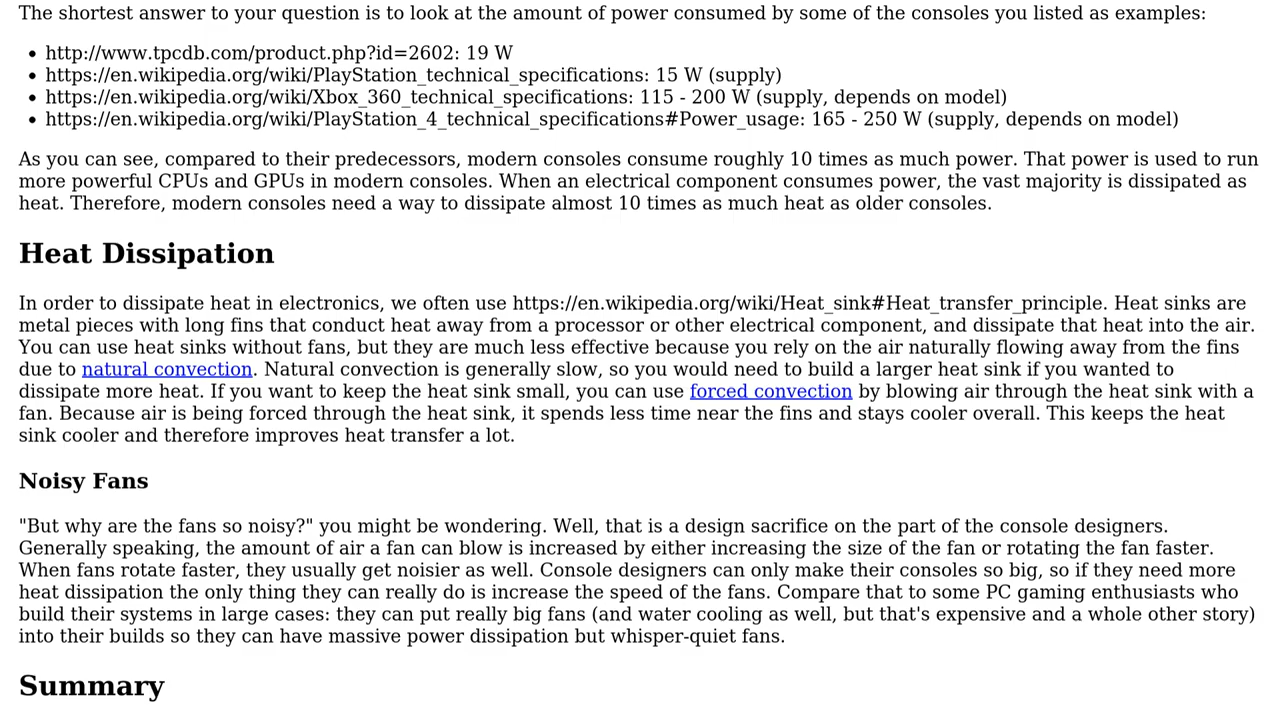 The shortest answer to your question is to look at the amount of power consumed by some of the consoles you listed as examples:
• http://www.tpcdb.com/product.php?id=2602: 19 W
• https://en.wikipedia.org/wiki/PlayStation_technical_specifications: 15 W (supply)
• https://en.wikipedia.org/wiki/Xbox_360_technical_specifications: 115 - 200 W (supply, depends on model)
• https://en.wikipedia.org/wiki/PlayStation_4_technical_specifications#Power_usage: 165 - 250 W (supply, depends on model)
As you can see, compared to their predecessors, modern consoles consume roughly 10 times as much power. That power is used to run
more powerful CPUs and GPUs in modern consoles. When an electrical component consumes power, the vast majority is dissipated as
heat. Therefore, modern consoles need a way to dissipate almost 10 times as much heat as older consoles.
Heat Dissipation
In order to dissipate heat in electronics, we often use https://en.wikipedia.org/wiki/Heat_sink#Heat_transfer_principle. Heat sinks are
metal pieces with long fins that conduct heat away from a processor or other electrical component, and dissipate that heat into the air.
You can use heat sinks without fans, but they are much less effective because you rely on the air naturally flowing away from the fins
due to natural convection. Natural convection is generally slow, so you would need to build a larger heat sink if you wanted to
dissipate more heat. If you want to keep the heat sink small, you can use forced convection by blowing air through the heat sink with a
fan. Because air is being forced through the heat sink, it spends less time near the fins and stays cooler overall. This keeps the heat
sink cooler and therefore improves heat transfer a lot.
Noisy Fans
"But why are the fans so noisy?" you might be wondering. Well, that is a design sacrifice on the part of the console designers.
Generally speaking, the amount of air a fan can blow is increased by either increasing the size of the fan or rotating the fan faster.
When fans rotate faster, they usually get noisier as well. Console designers can only make their consoles so big, so if they need more
heat dissipation the only thing they can really do is increase the speed of the fans. Compare that to some PC gaming enthusiasts who
build their systems in large cases: they can put really big fans (and water cooling as well, but that's expensive and a whole other story)
into their builds so they can have massive power dissipation but whisper-quiet fans.
Summary